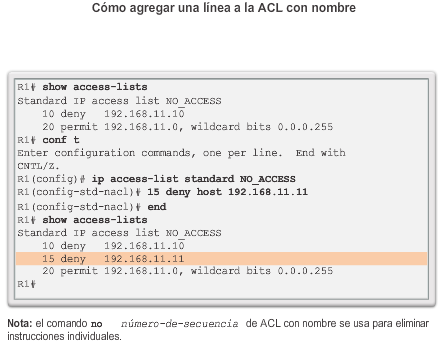 Cómo agregar una línea a la ACL con nombre
R1# show access-lists
Standard IP access list NO_ACCESS
10 deny   192.168.11.10
20 permit 192.168.11.0, wildcard bits 0.0.0.255
R1# conf t
Enter configuration commands, one per line.  End with
CNTL/Z.
R1(config)# ip access-list standard NO_ACCESS
R1(config-std-nacl)# 15 deny host 192.168.11.11
R1(config-std-nacl)# end
R1# show access-lists
Standard IP access list NO_ACCESS
10 deny   192.168.11.10
15 deny   192.168.11.11
20 permit 192.168.11.0, wildcard bits 0.0.0.255
R1#
Nota: el comando no número-de-secuencia de ACL con nombre se usa para eliminar
instrucciones individuales.